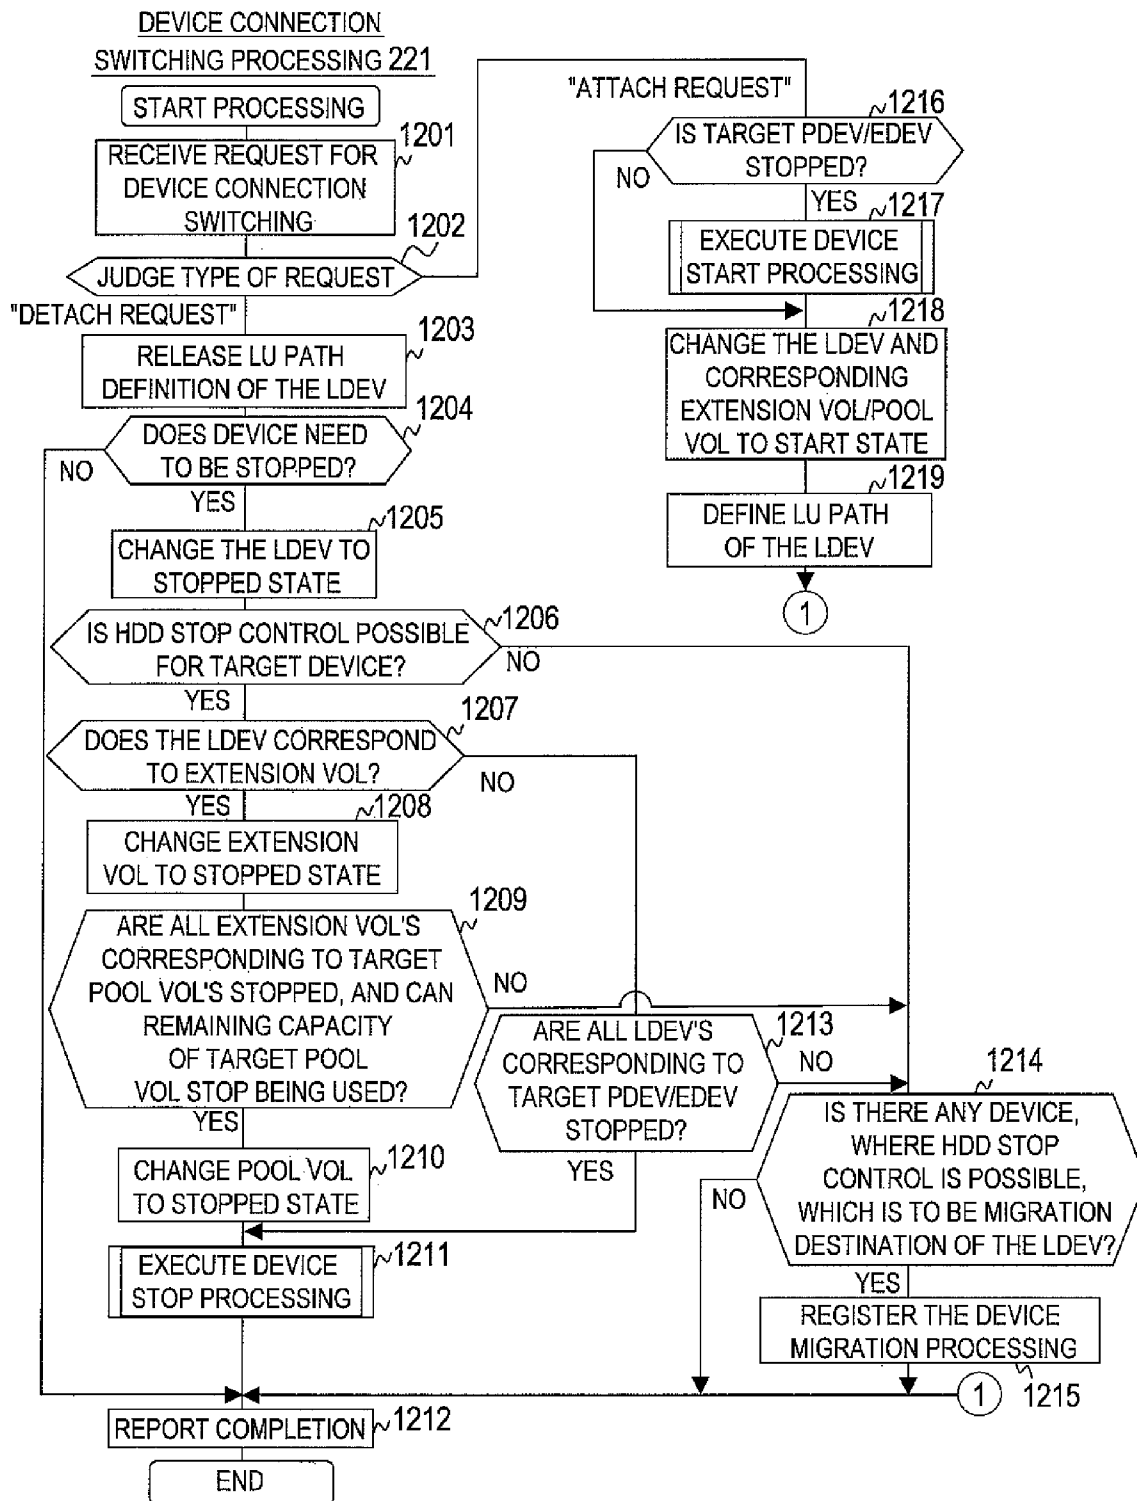 DEVICE CONNECTION
SWITCHING PROCESSING 221
START PROCESSING
1201
RECEIVE REQUEST FOR
DEVICE CONNECTION
SWITCHING
1202
JUDGE TYPE OF REQUEST
"DETACH REQUEST"
1203
RELEASE LU PATH
DEFINITION OF THE LDEV
1204
DOES DEVICE NEED
TO BE STOPPED?
NO
YES
1205
CHANGE THE LDEV TO
STOPPED STATE
1206
IS HDD STOP CONTROL POSSIBLE
FOR TARGET DEVICE?
NO
YES
1207
DOES THE LDEV CORRESPOND
TO EXTENSION VOL?
NO
YES
1208
CHANGE EXTENSION
VOL TO STOPPED STATE
1209
ARE ALL EXTENSION VOL'S
CORRESPONDING TO TARGET
POOL VOL'S STOPPED, AND CAN
REMAINING CAPACITY
OF TARGET POOL
VOL STOP BEING USED?
NO
YES
1210
CHANGE POOL VOL
TO STOPPED STATE
1211
EXECUTE DEVICE
STOP PROCESSING
1212
REPORT COMPLETION
END
"ATTACH REQUEST"
1216
IS TARGET PDEV/EDEV
STOPPED?
NO
YES
1217
EXECUTE DEVICE
START PROCESSING
1218
CHANGE THE LDEV AND
CORRESPONDING
EXTENSION VOL/POOL
VOL TO START STATE
1219
DEFINE LU PATH
OF THE LDEV
1
1213
ARE ALL LDEV'S
CORRESPONDING TO
TARGET PDEV/EDEV
STOPPED?
NO
YES
1214
IS THERE ANY DEVICE,
WHERE HDD STOP
CONTROL IS POSSIBLE,
WHICH IS TO BE MIGRATION
DESTINATION OF THE LDEV?
NO
YES
REGISTER THE DEVICE
MIGRATION PROCESSING
1215
1